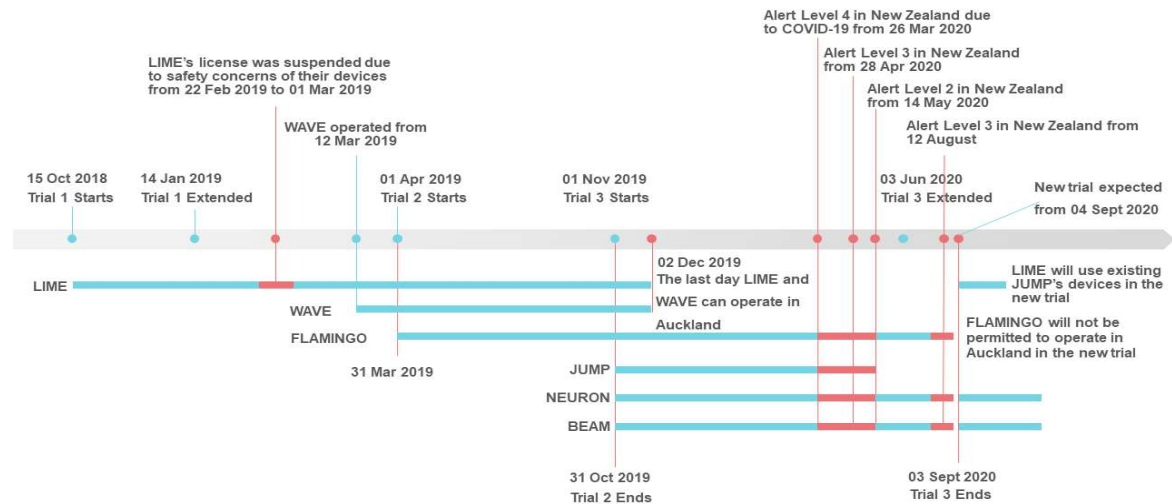 Alert Level 4 in New Zealand due
to COVID-19 from 26 Mar 2020
LIME's license was suspended due
to safety concerns of their devices
from 22 Feb 2019 to 01 Mar 2019
Alert Level 3 in New Zealand
from 28 Apr 2020
Alert Level 2 in New Zealand
from 14 May 2020
WAVE operated from
12 Mar 2019
Alert Level 3 in New Zealand from
12 August
15 Oct 2018
Trial 1 Starts
14 Jan 2019
Trial 1 Extended
01 Apr 2019
Trial 2 Starts
01 Nov 2019
Trial 3 Starts
03 Jun 2020
Trial 3 Extended
New trial expected
from 04 Sept 2020
02 Dec 2019
The last day LIME and
WAVE can operate in
Auckland
LIME
LIME will use existing
JUMP's devices in the
new trial
WAVE
FLAMINGO
FLAMINGO will not be
permitted to operate in
Auckland in the new trial
31 Mar 2019
JUMP
NEURON
BEAM
31 Oct 2019
Trial 2 Ends
03 Sept 2020
Trial 3 Ends